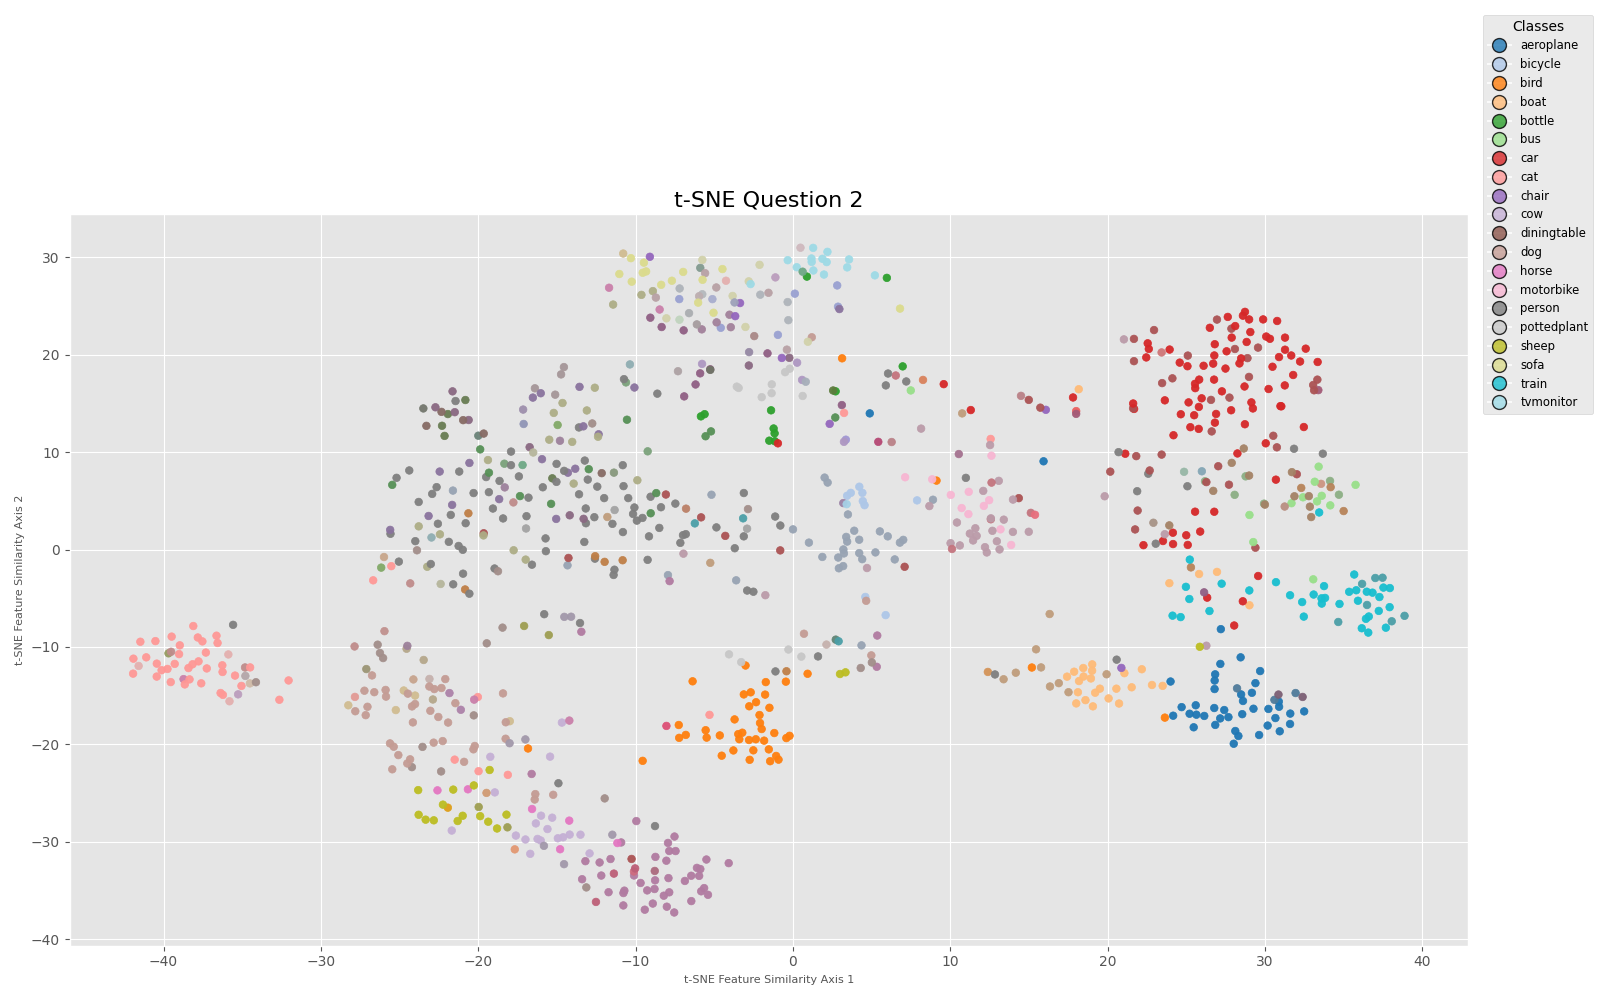 Classes
aeroplane
bicycle
bird
boat
bottle
bus
car
cat
chair
cow
diningtable
dog
horse
motorbike
person
pottedplant
sheep
sofa
train
tvmonitor
t-SNE Question 2
30
20
10
0
−10
−20
−30
−40
t-SNE Feature Similarity Axis 2
−40 −30 −20 −10 0 10 20 30 40
t-SNE Feature Similarity Axis 1